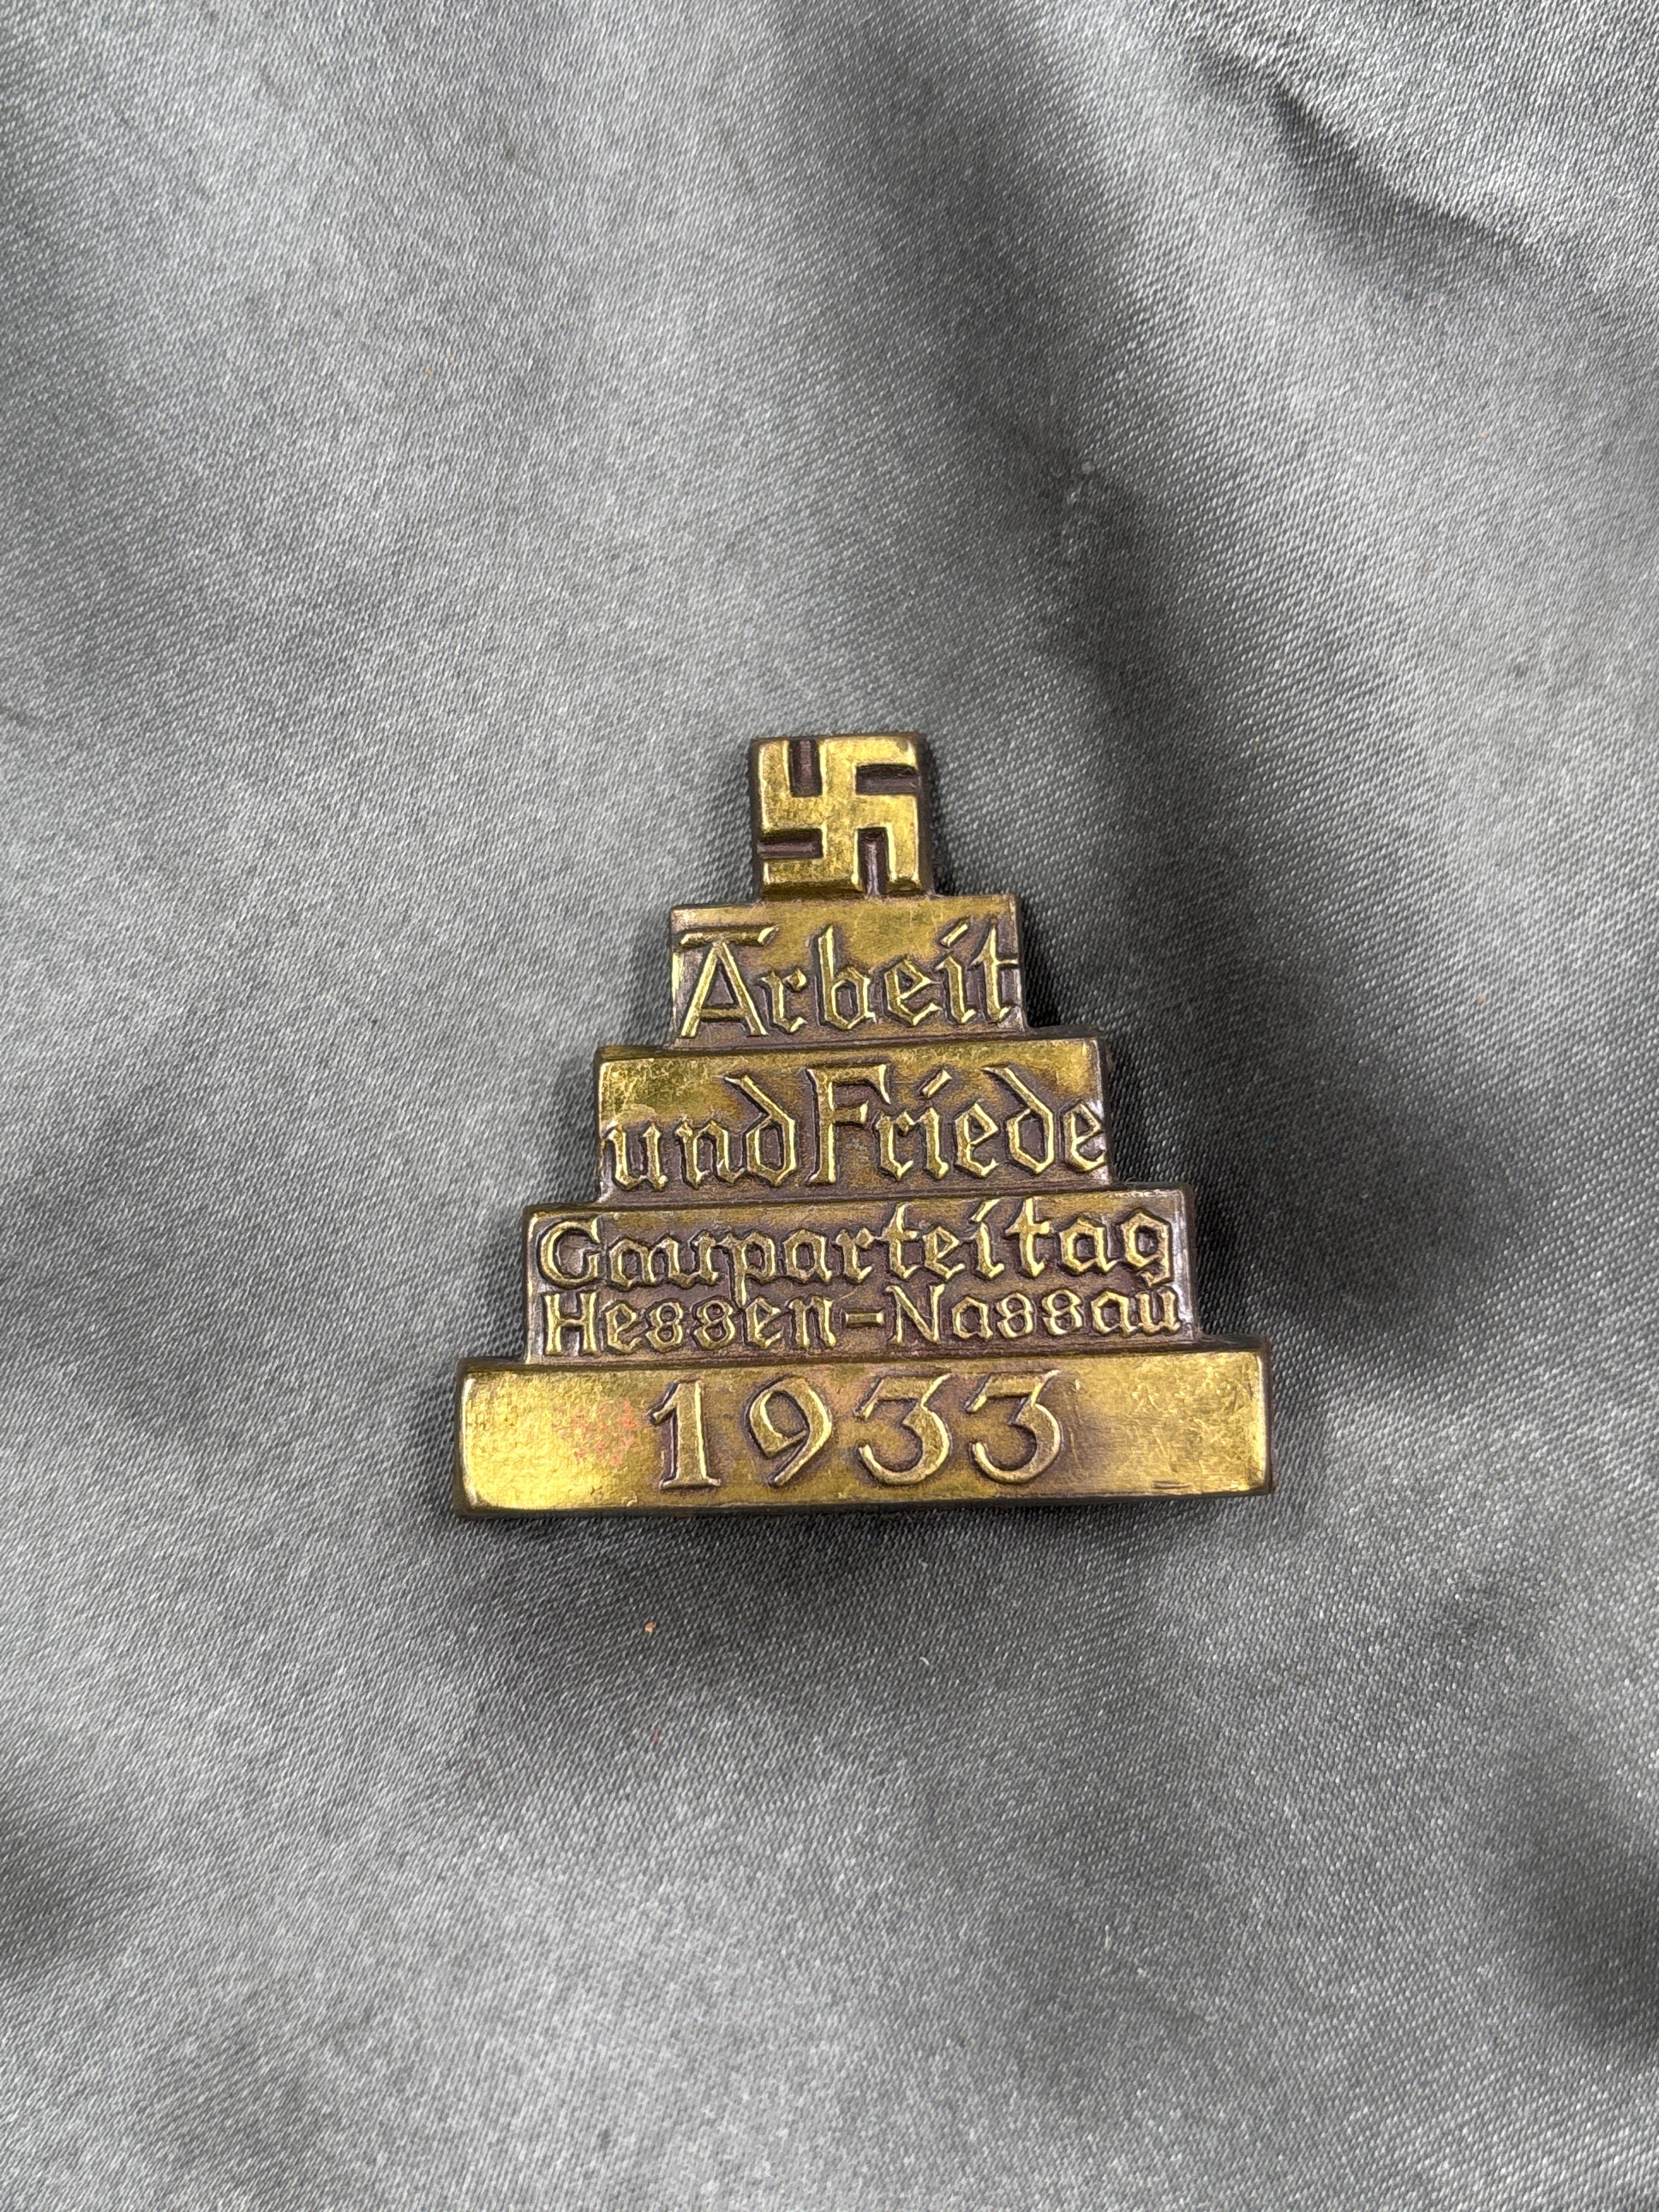 Arbeit
und Friede
Gauparteitag
Hessen-Nassau
1933